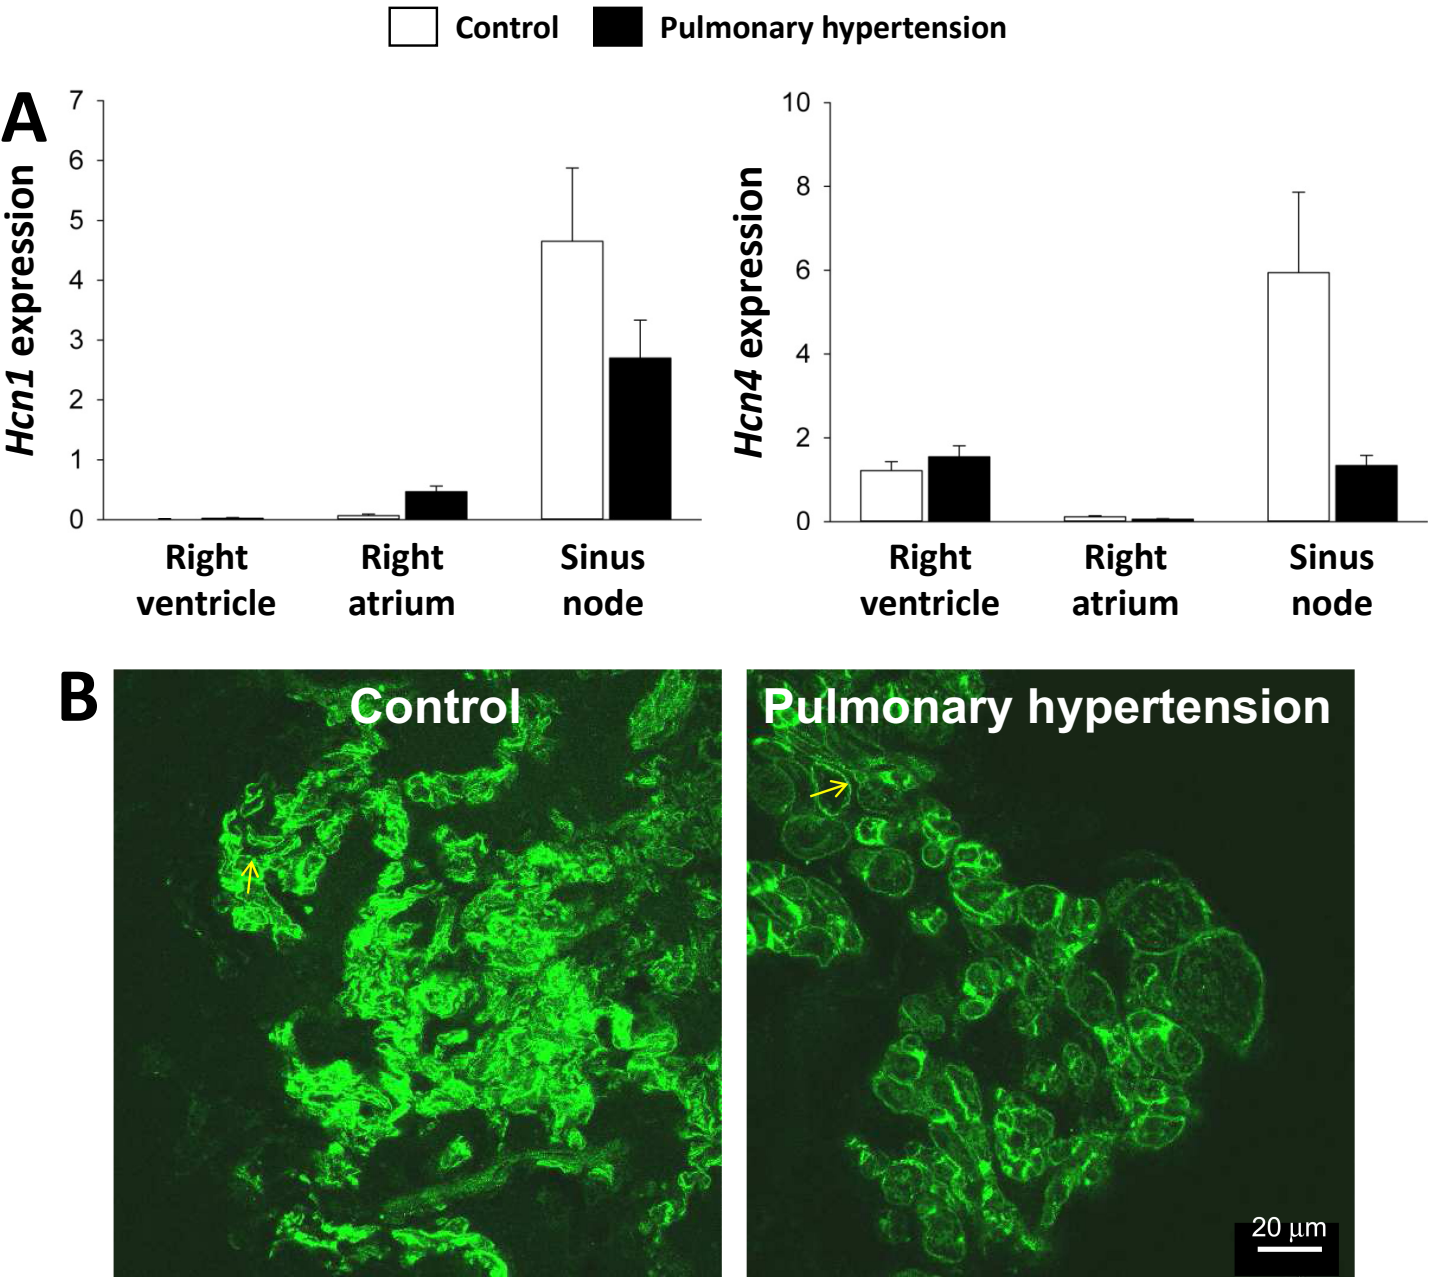 Control Pulmonary hypertension
A
Hcn1 expression
7
6
5
4
3
2
1
0
Right ventricle
Right atrium
Sinus node
Hcn4 expression
10
8
6
4
2
0
Right ventricle
Right atrium
Sinus node
B
Control
Pulmonary hypertension
20 μm